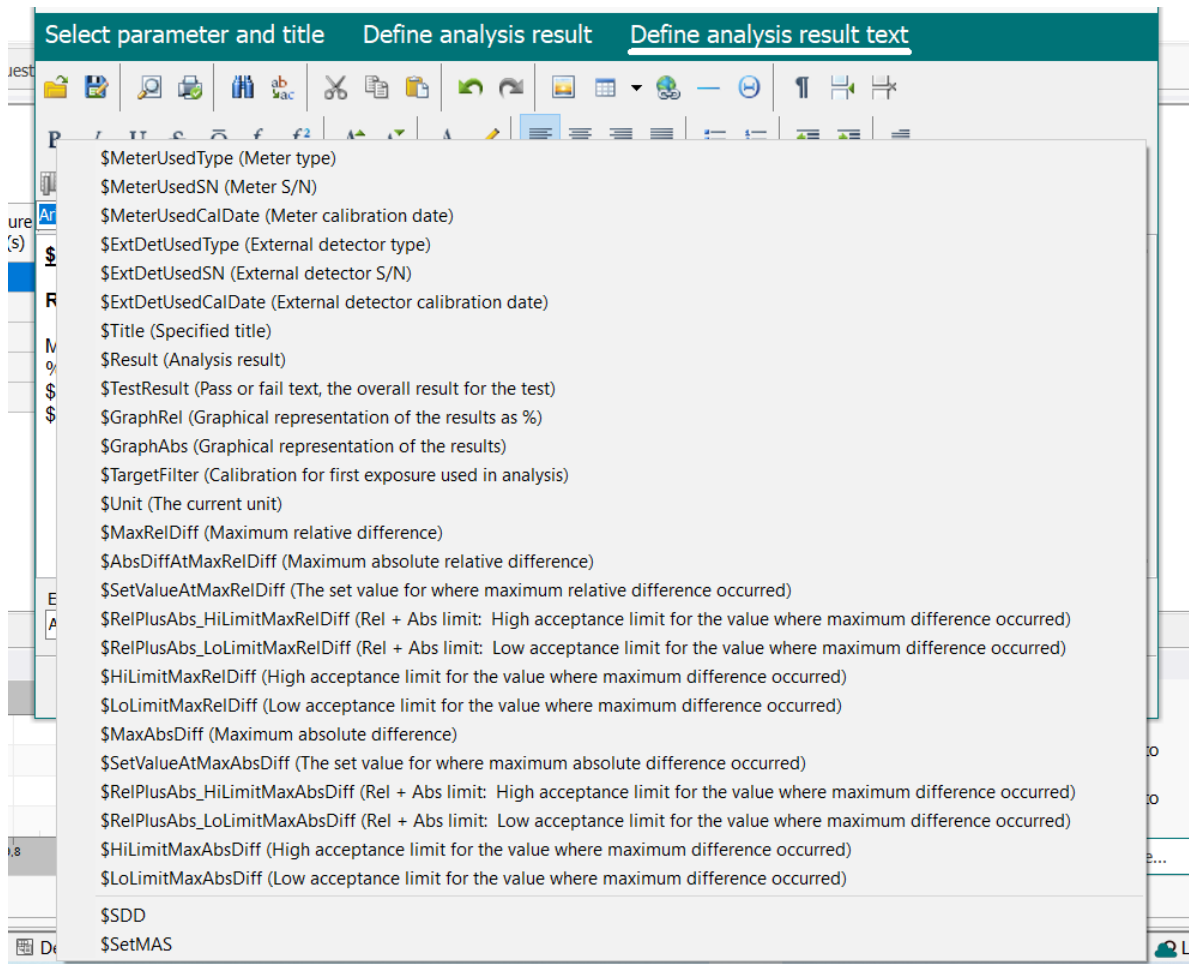 Select parameter and title Define analysis result Define analysis result text
uest
ab
ac
$MeterUsedType (Meter type)
$MeterUsedSN (Meter S/N)
$MeterUsedCalDate (Meter calibration date)
$ExtDetUsedType (External detector type)
$ExtDetUsedSN (External detector S/N)
$ExtDetUsedCalDate (External detector calibration date)
$Title (Specified title)
$Result (Analysis result)
$TestResult (Pass or fail text, the overall result for the test)
$GraphRel (Graphical representation of the results as %)
$GraphAbs (Graphical representation of the results)
$TargetFilter (Calibration for first exposure used in analysis)
$Unit (The current unit)
$MaxRelDiff (Maximum relative difference)
$AbsDiffAtMaxRelDiff (Maximum absolute relative difference)
$SetValueAtMaxRelDiff (The set value for where maximum relative difference occurred)
$RelPlusAbs_HiLimitMaxRelDiff (Rel + Abs limit:  High acceptance limit for the value where maximum difference occurred)
$RelPlusAbs_LoLimitMaxRelDiff (Rel + Abs limit:  Low acceptance limit for the value where maximum difference occurred)
$HiLimitMaxRelDiff (High acceptance limit for the value where maximum difference occurred)
$LoLimitMaxRelDiff (Low acceptance limit for the value where maximum difference occurred)
$MaxAbsDiff (Maximum absolute difference)
$SetValueAtMaxAbsDiff (The set value for where maximum absolute difference occurred)
$RelPlusAbs_HiLimitMaxAbsDiff (Rel + Abs limit:  High acceptance limit for the value where maximum difference occurred)
$RelPlusAbs_LoLimitMaxAbsDiff (Rel + Abs limit:  Low acceptance limit for the value where maximum difference occurred)
$HiLimitMaxAbsDiff (High acceptance limit for the value where maximum difference occurred)
$LoLimitMaxAbsDiff (Low acceptance limit for the value where maximum difference occurred)
$SDD
$SetMAS